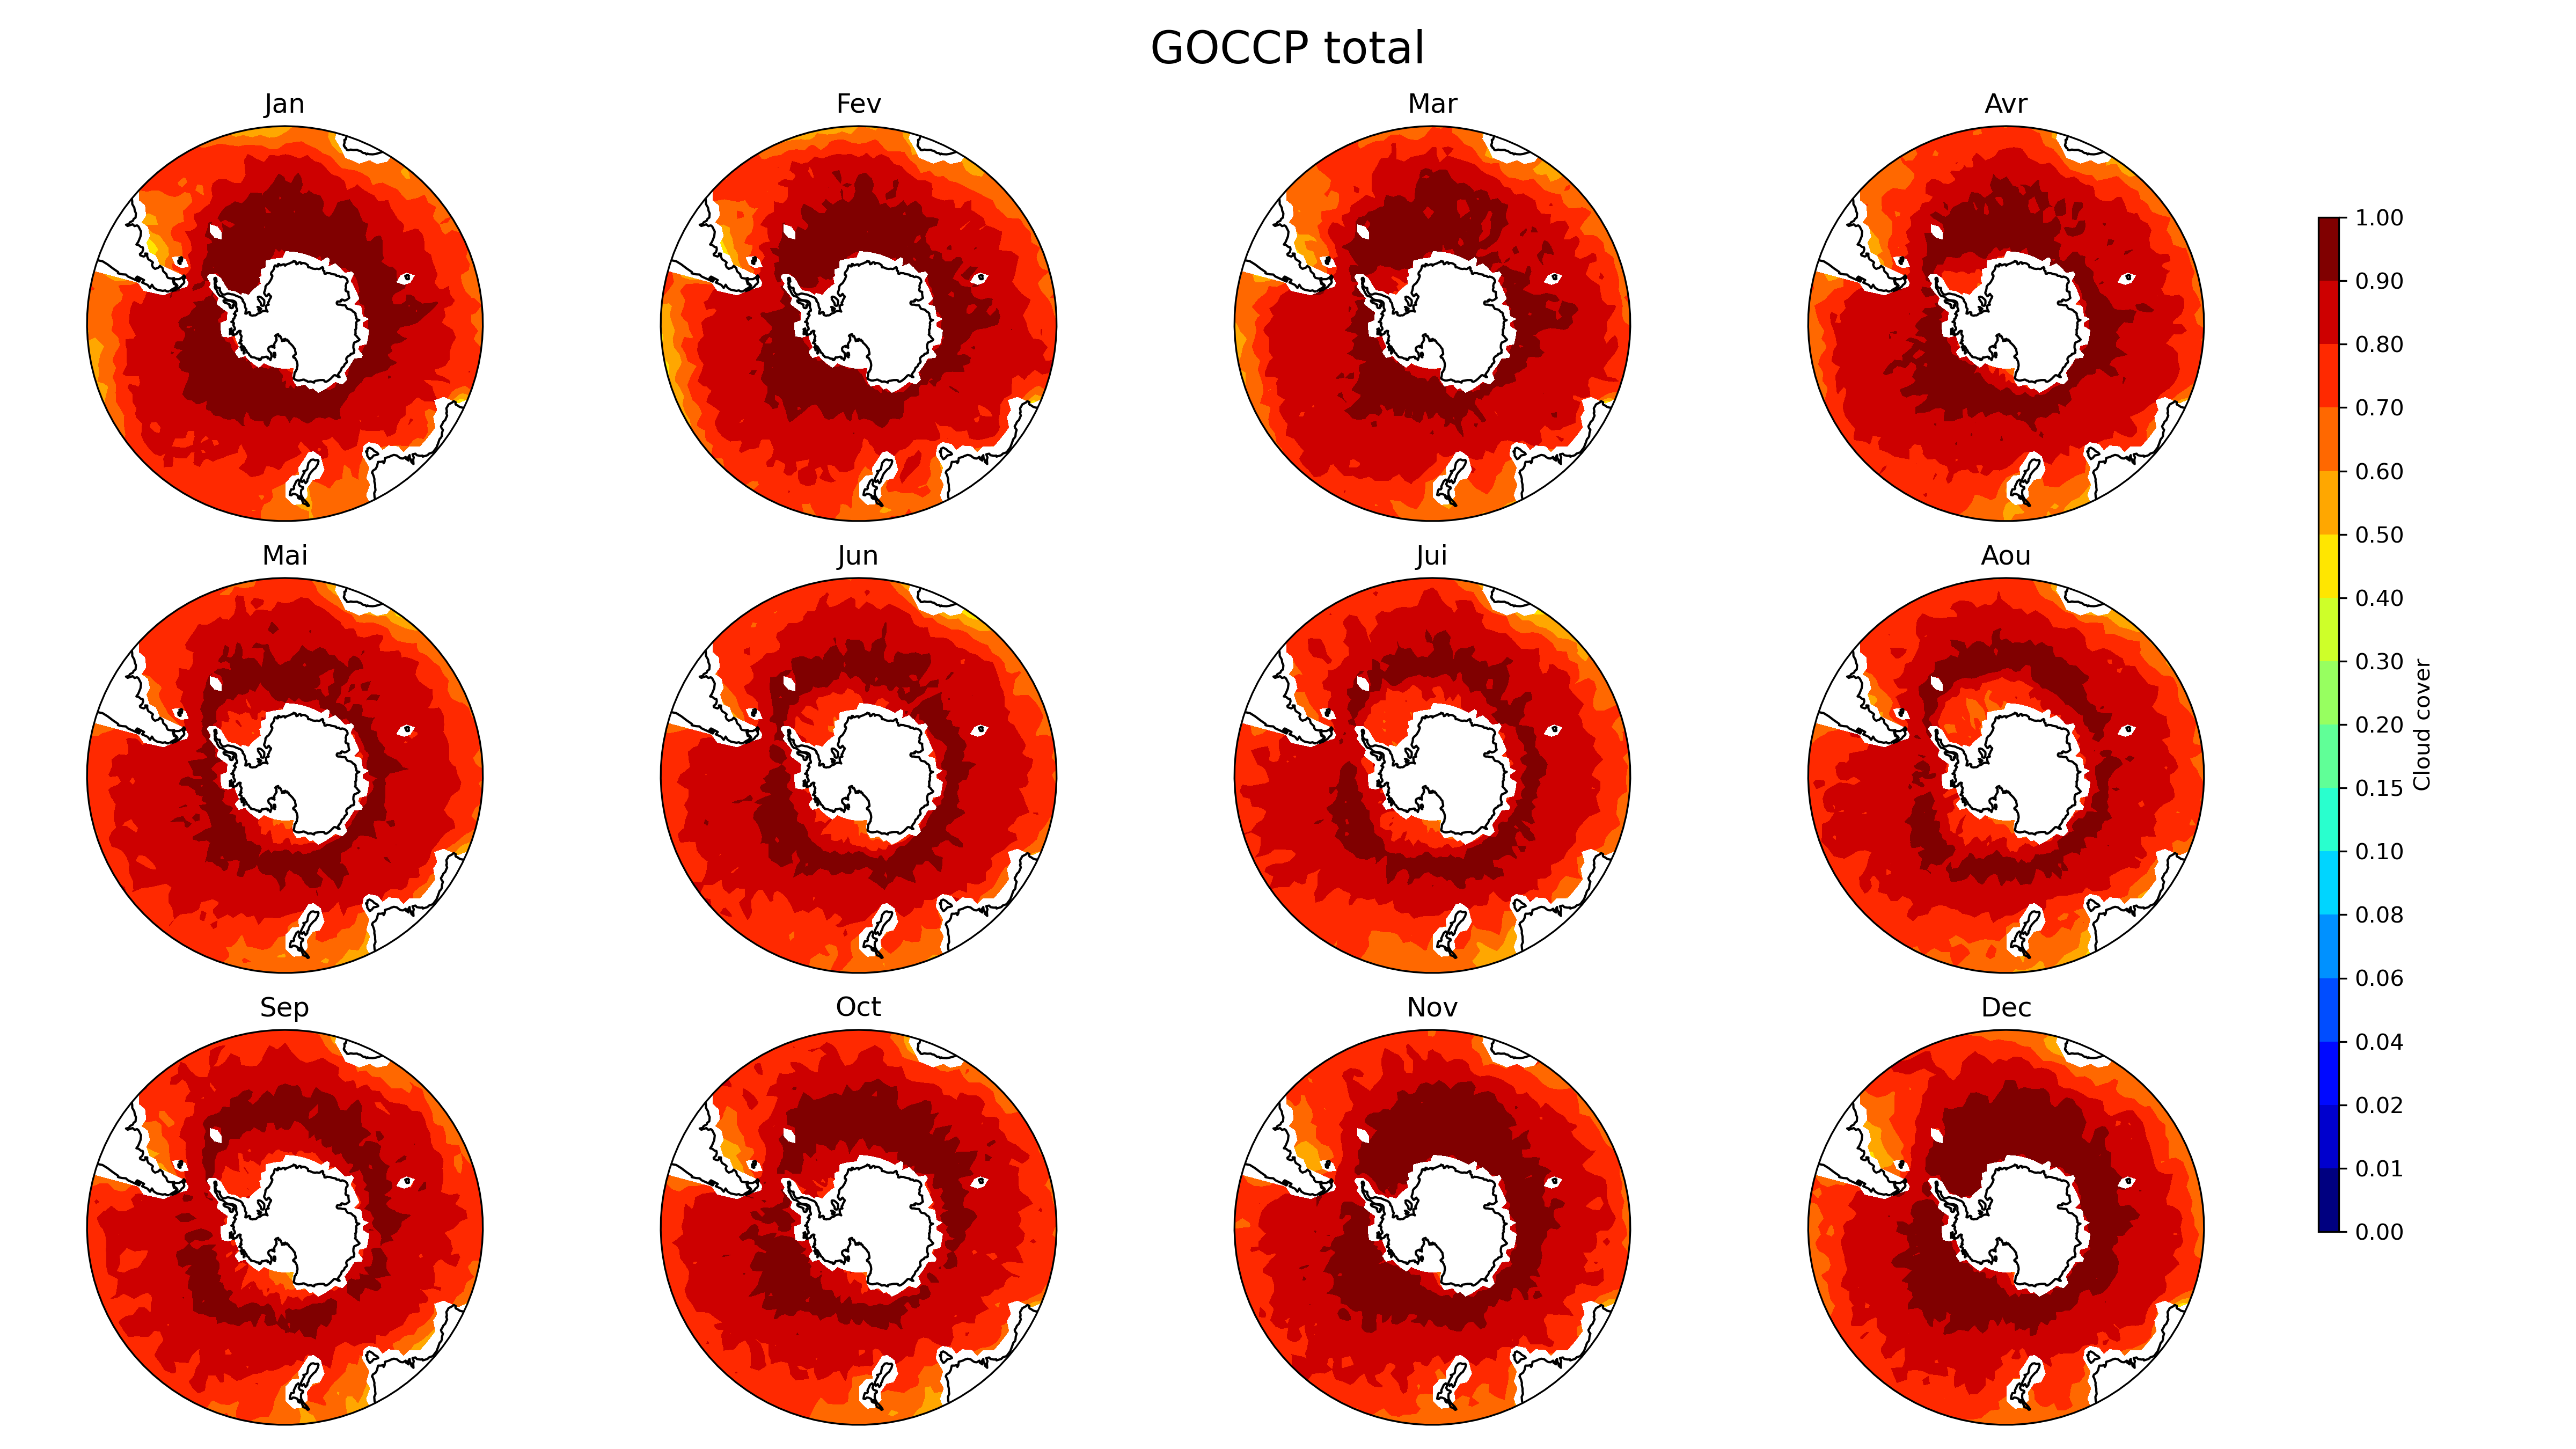 GOCCP total
Jan
Fev
Mar
Avr
Mai
Jun
Jui
Aou
Sep
Oct
Nov
Dec
1.00
0.90
0.80
0.70
0.60
0.50
0.40
0.30
0.20
0.15
0.10
0.08
0.06
0.04
0.02
0.01
0.00
Cloud cover